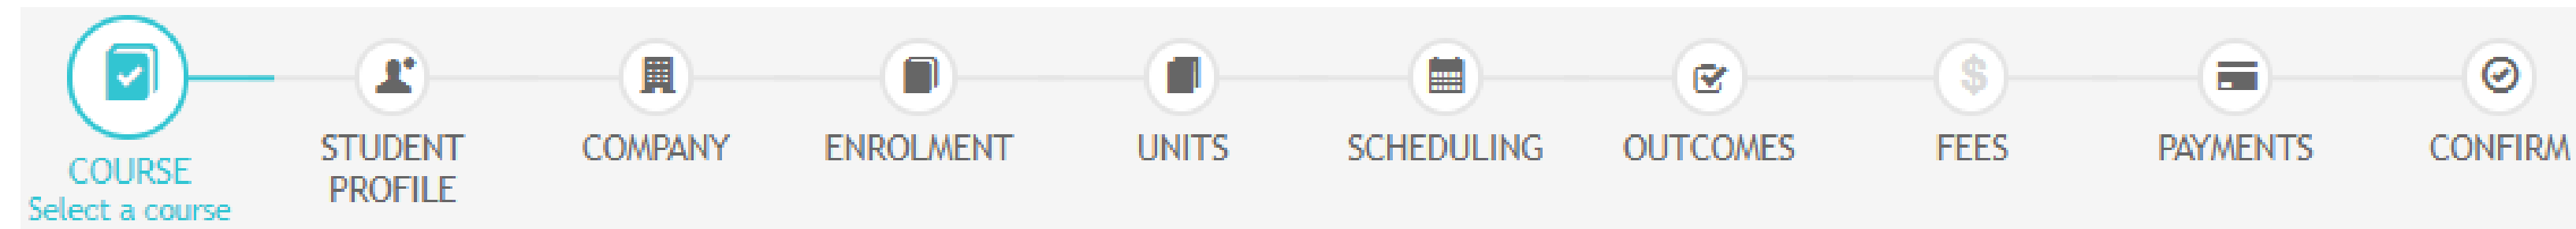 COURSE
Select a course
STUDENT
PROFILE
COMPANY
ENROLMENT
UNITS
SCHEDULING
OUTCOMES
$
FEES
PAYMENTS
CONFIRM